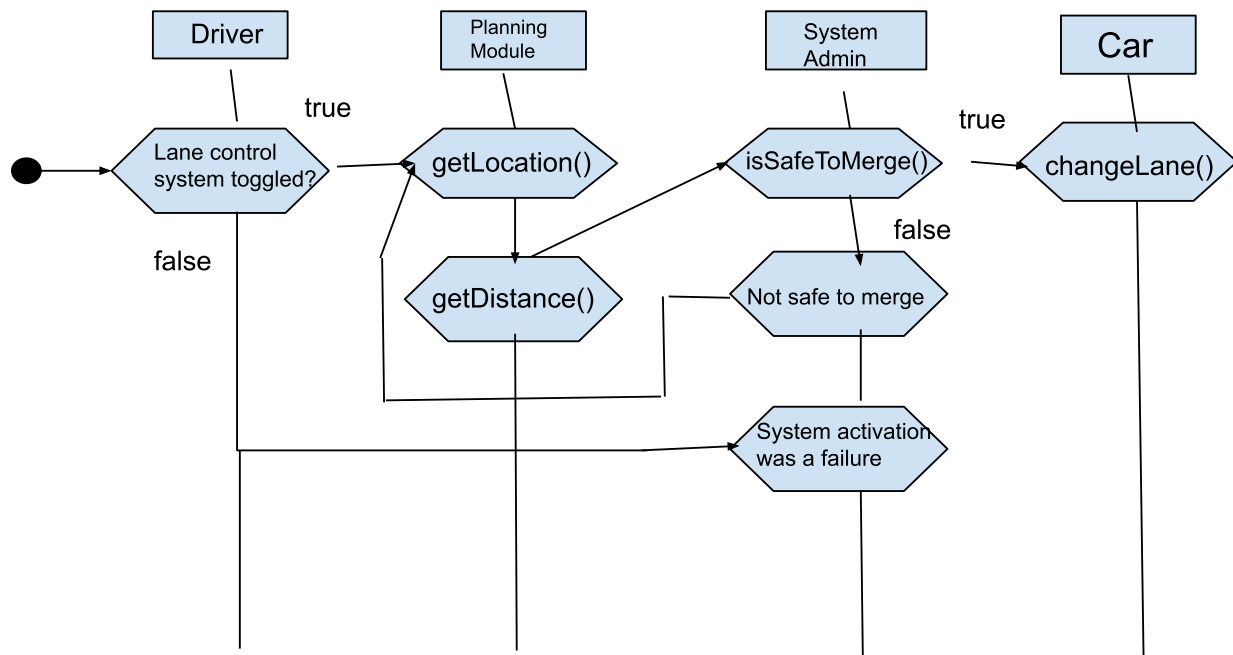 Driver
Planning
Module
System
Admin
Car
true
true
Lane control
system toggled?
getLocation()
isSafeToMerge()
changeLane()
false
false
getDistance()
Not safe to merge
System activation
was a failure